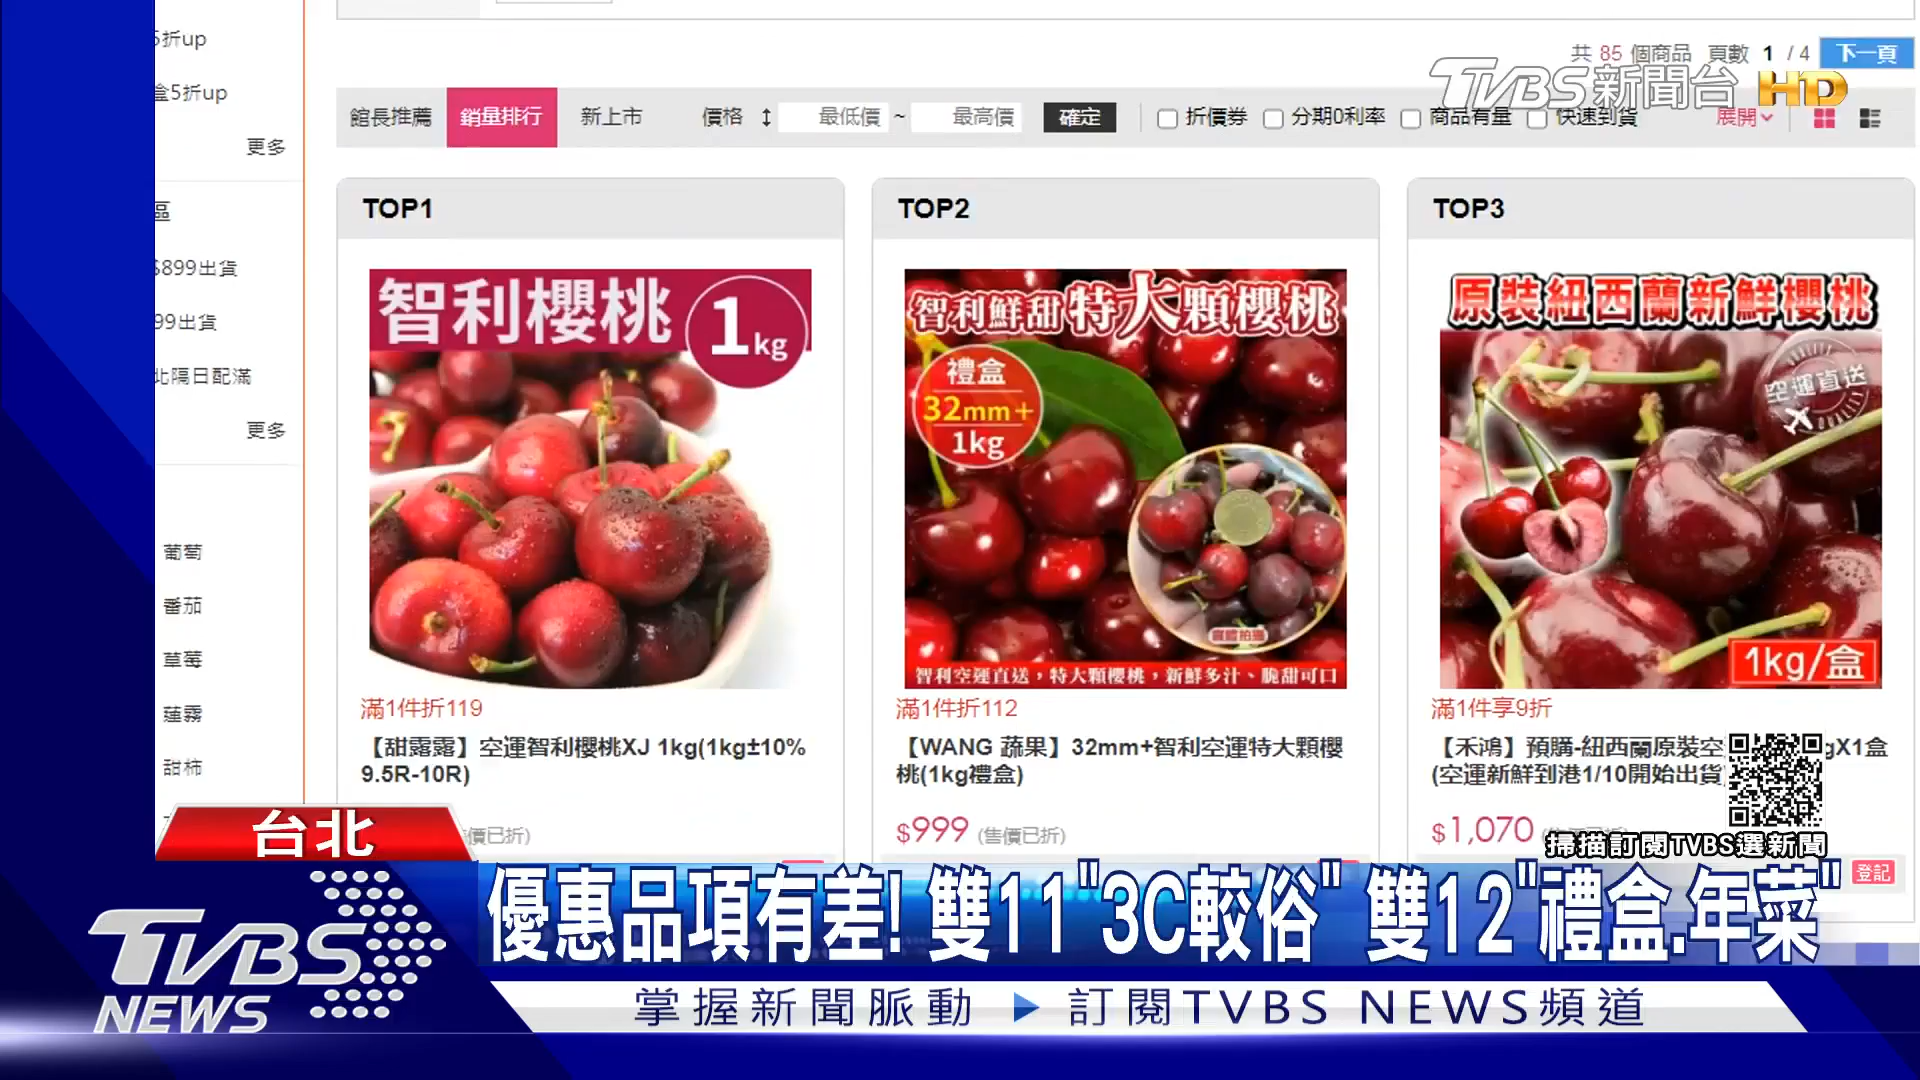 5折up
盒5折up
更多
區
$899出貨
99出貨
北隔日配滿
更多
葡萄
番茄
草莓
蓮霧
甜柿
共 85 個商品 頁數 1 / 4 下一頁
TVBS新聞台 HD
館長推薦 銷量排行 新上市 價格 最低價 ~ 最高價 確定 折價券 分期0利率 商品有量 快速到貨 展開
TOP1
智利櫻桃 1kg
滿1件折119
【甜露露】空運智利櫻桃XJ 1kg(1kg±10%
9.5R-10R)
價已折)
TOP2
智利鮮甜特大顆櫻桃
禮盒
32mm+
1kg
實體拍攝
智利空運直送，特大顆櫻桃，新鮮多汁、脆甜可口
滿1件折112
【WANG 蔬果】32mm+智利空運特大顆櫻
桃(1kg禮盒)
$999 (售價已折)
TOP3
原裝紐西蘭新鮮櫻桃
QUALITY
空運直送
1kg/盒
滿1件享9折
【禾鴻】預購-紐西蘭原裝空 gX1盒
(空運新鮮到港1/10開始出貨)
$1,070
掃描訂閱TVBS選新聞
登記
台北
優惠品項有差! 雙11"3C較俗" 雙12"禮盒.年菜"
TVBS
NEWS
掌握新聞脈動 ▶ 訂閱TVBS NEWS頻道